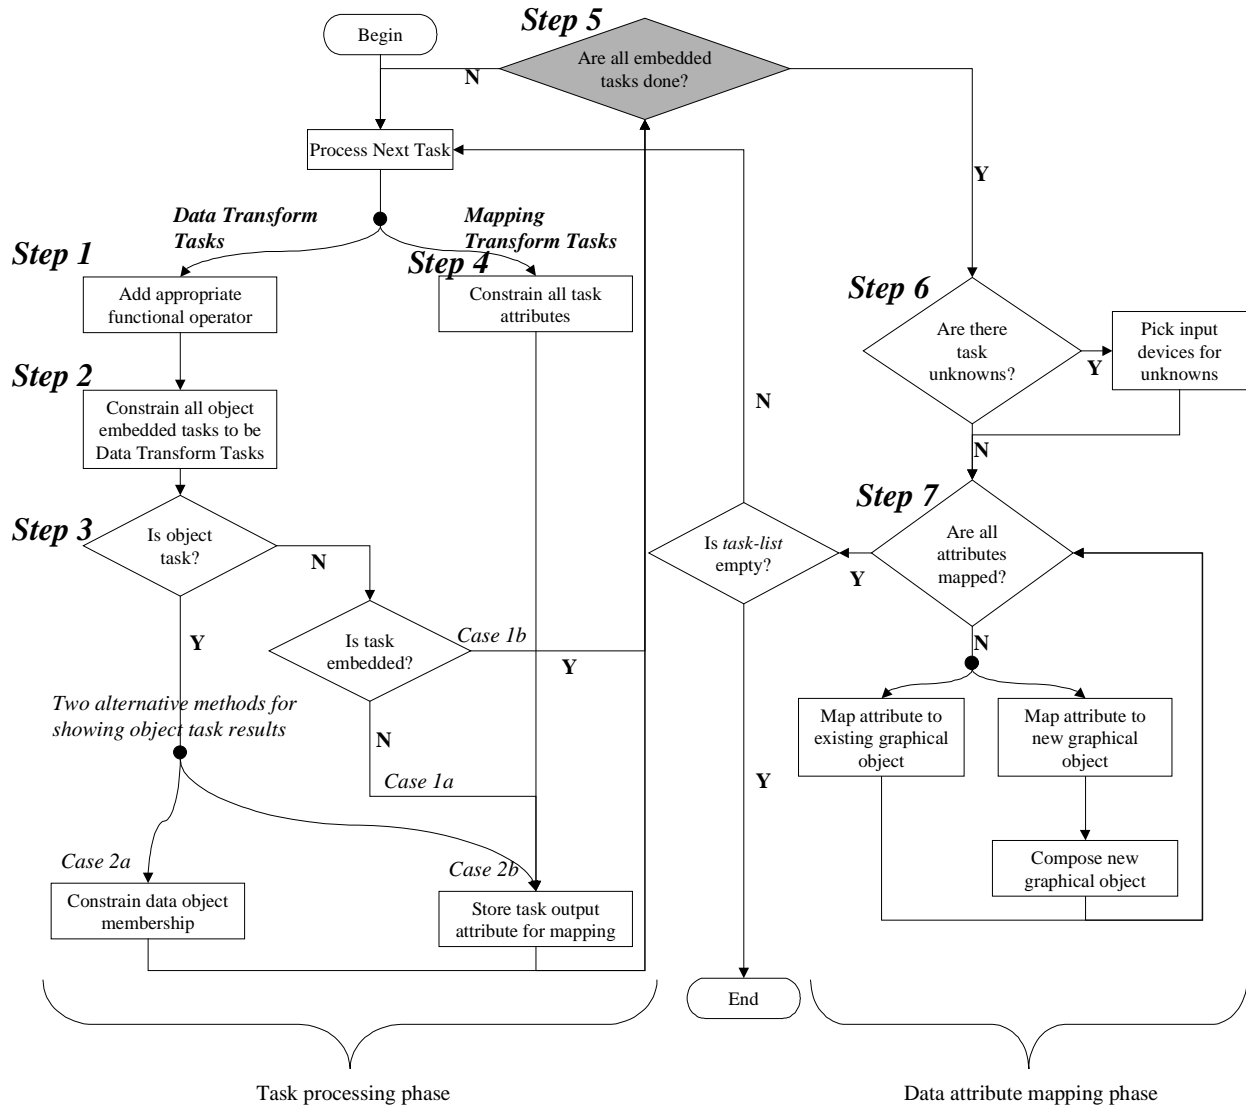 Step 5
Begin
Are all embedded
tasks done?
N
Process Next Task
Y
Data Transform
Tasks
Mapping
Transform Tasks
Step 1
Step 4
Add appropriate
functional operator
Constrain all task
attributes
Step 6
Are there
task
unknowns?
Y
Pick input
devices for
unknowns
Step 2
Constrain all object
embedded tasks to be
Data Transform Tasks
N
N
Step 3
Is object
task?
N
Step 7
Are all
attributes
mapped?
Y
Is task-list
empty?
Y
Is task
embedded?
Case 1b
Y
N
Two alternative methods for
showing object task results
N
Case 1a
Y
Map attribute to
existing graphical
object
Map attribute to
new graphical
object
Case 2a
Case 2b
Compose new
graphical object
Constrain data object
membership
Store task output
attribute for mapping
End
Task processing phase
Data attribute mapping phase